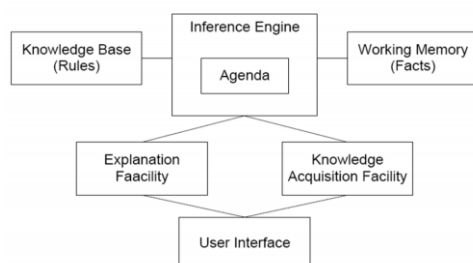 Inference Engine
Knowledge Base
(Rules)
Agenda
Working Memory
(Facts)
Explanation
Faacility
Knowledge
Acquisition Facility
User Interface